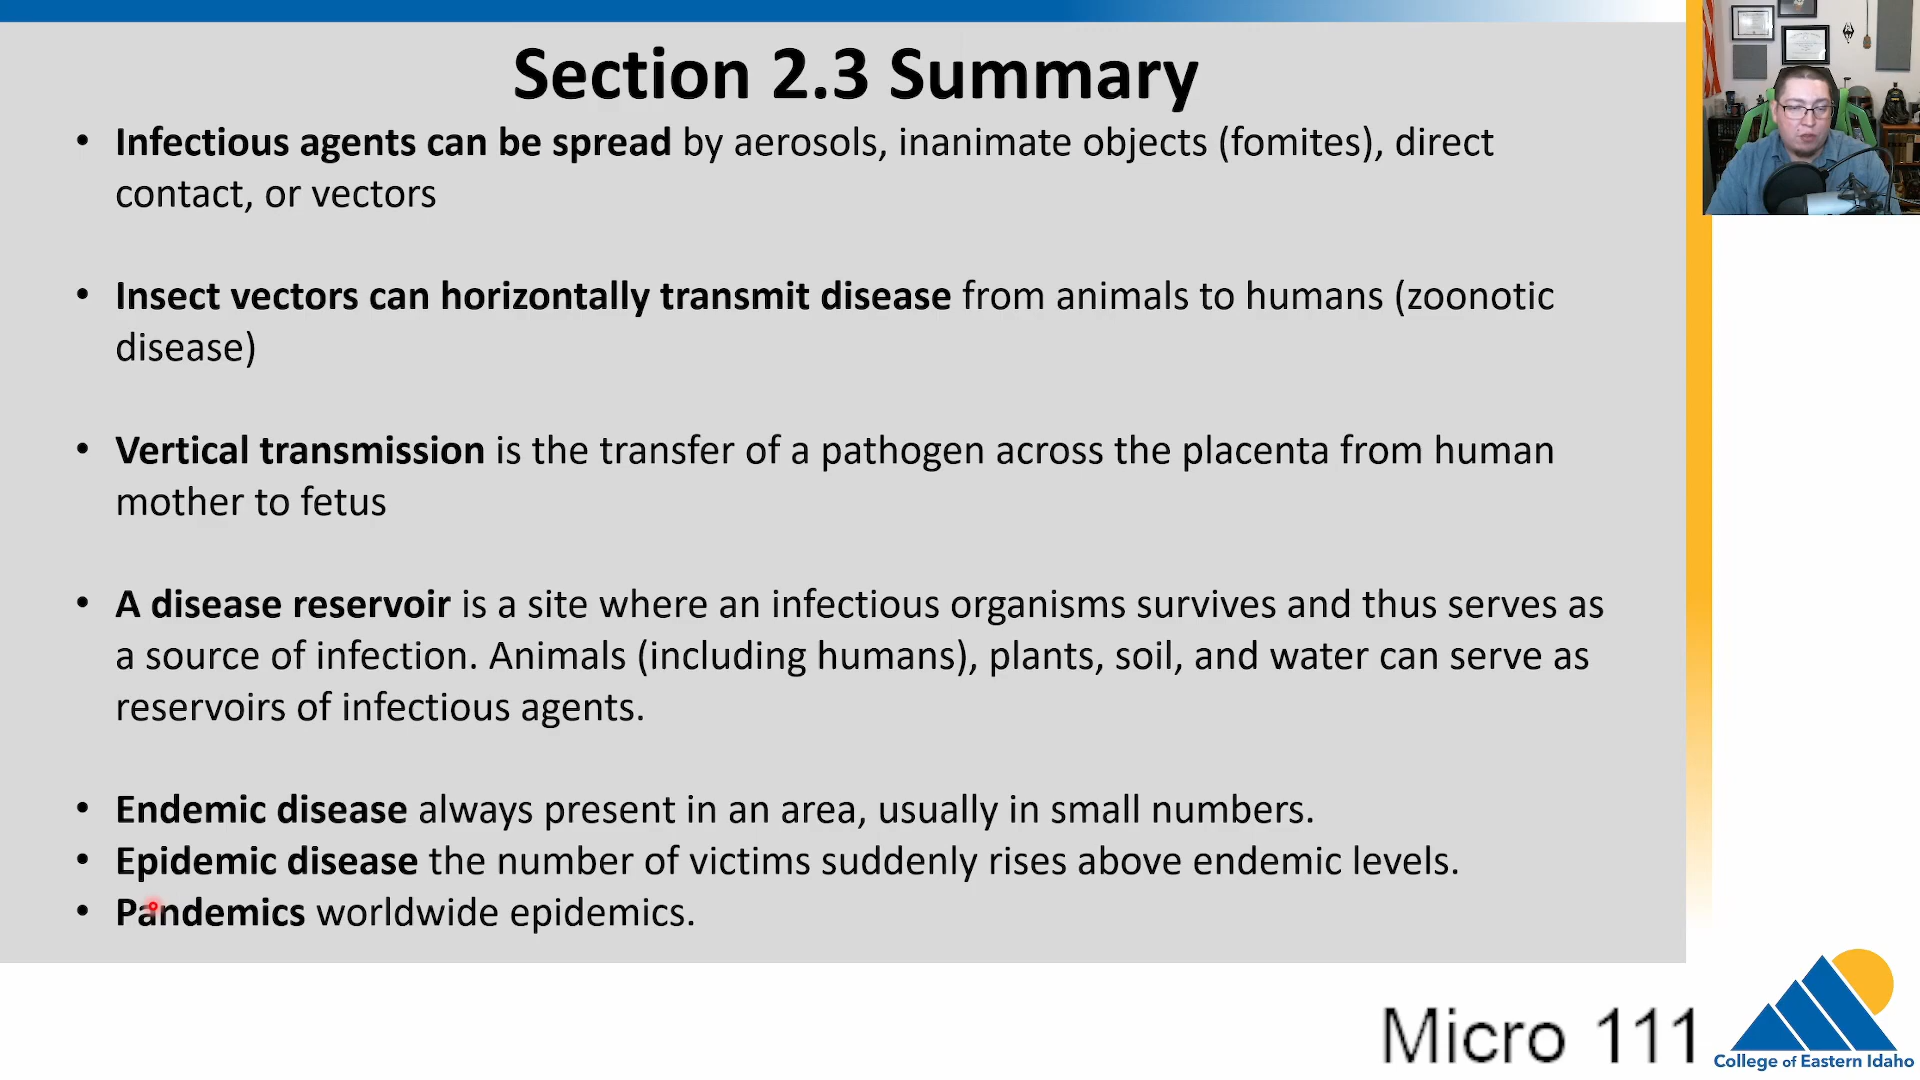 Section 2.3 Summary
• Infectious agents can be spread by aerosols, inanimate objects (fomites), direct
contact, or vectors
• Insect vectors can horizontally transmit disease from animals to humans (zoonotic
disease)
• Vertical transmission is the transfer of a pathogen across the placenta from human
mother to fetus
• A disease reservoir is a site where an infectious organisms survives and thus serves as
a source of infection. Animals (including humans), plants, soil, and water can serve as
reservoirs of infectious agents.
• Endemic disease always present in an area, usually in small numbers.
• Epidemic disease the number of victims suddenly rises above endemic levels.
• Pandemics worldwide epidemics.
Micro 111
College of Eastern Idaho